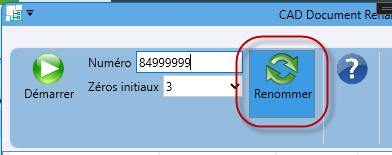 CAD Document Rena
Numéro 84999999
Démarrer Zéros initiaux 3 Renommer
?